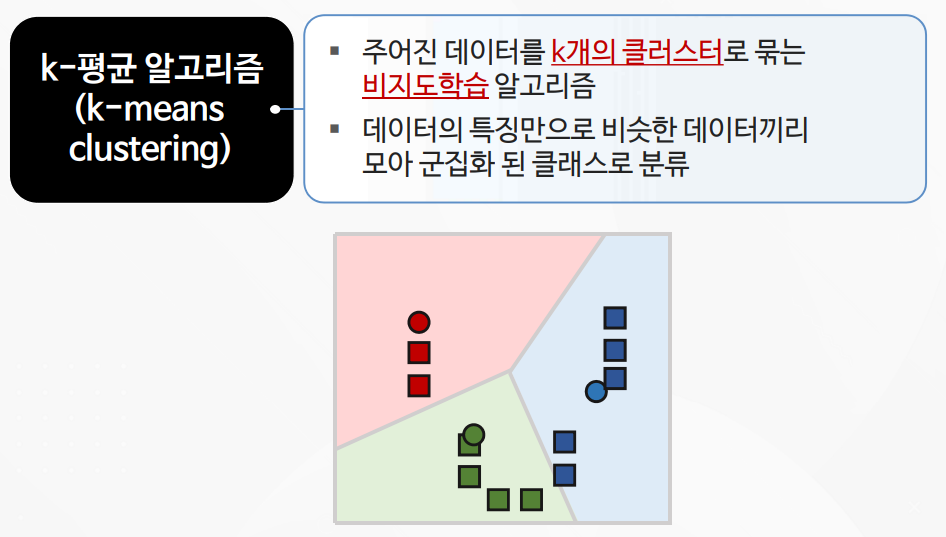 k-평균 알고리즘
(k-means
clustering)
▪ 주어진 데이터를 k개의 클러스터로 묶는
비지도학습 알고리즘
▪ 데이터의 특징만으로 비슷한 데이터끼리
모아 군집화 된 클래스로 분류